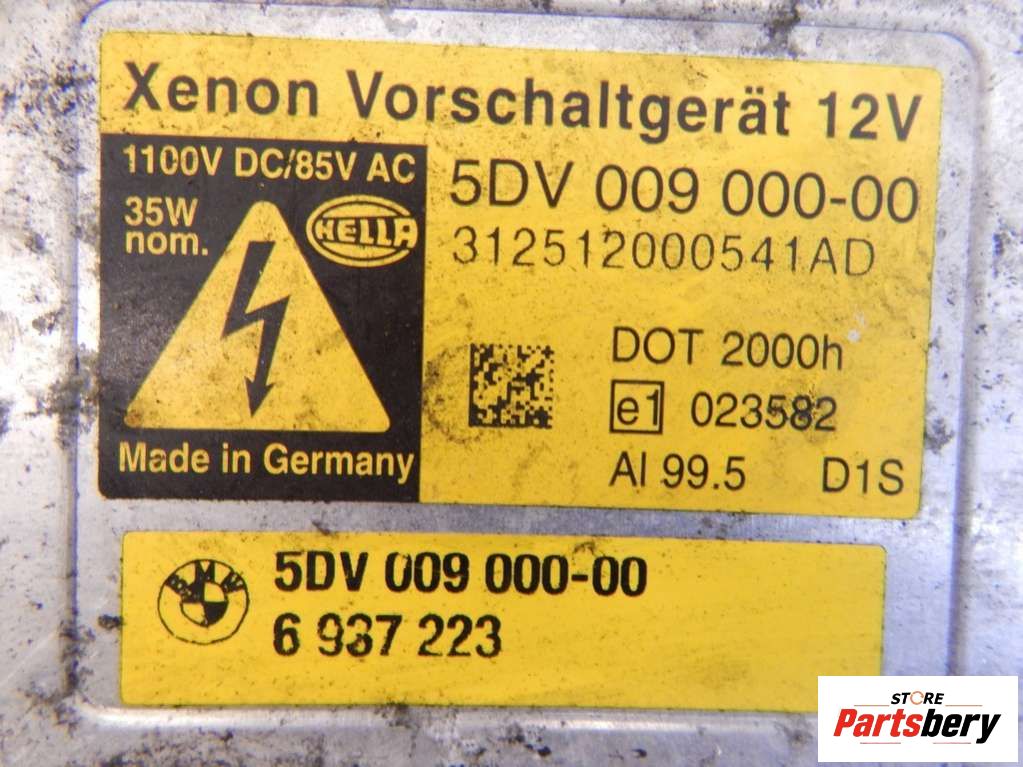 Xenon Vorschaltgerät 12V
1100V DC/85V AC
35W
nom.
HELLA
Made in Germany
5DV 009 000-00
312512000541AD
DOT 2000h
e1 023582
Al 99.5 D1S
BMW
5DV 009 000-00
6 937 223
STORE
Partsbery